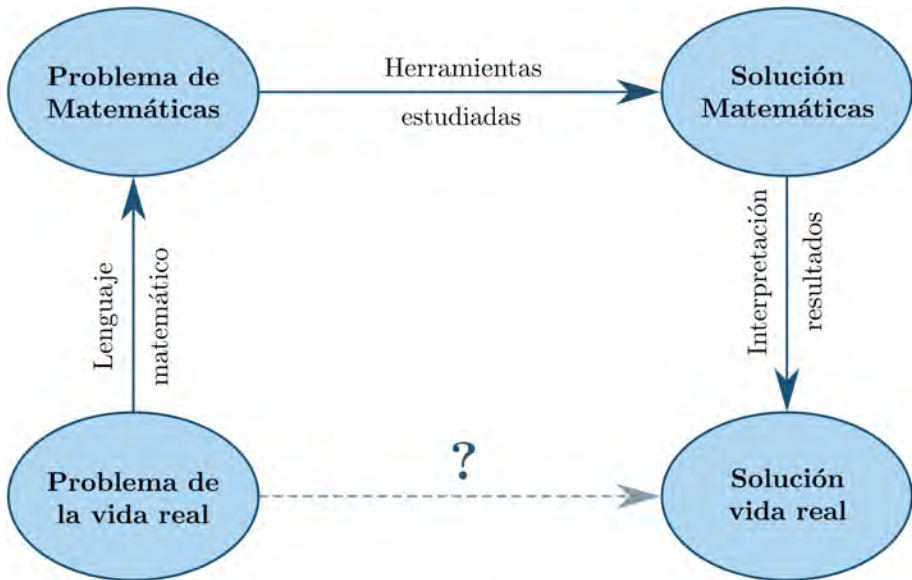 Problema de
Matemáticas
Herramientas
estudiadas
Solución
Matemáticas
Lenguaje
matemático
Interpretación
resultados
Problema de
la vida real
?
Solución
vida real